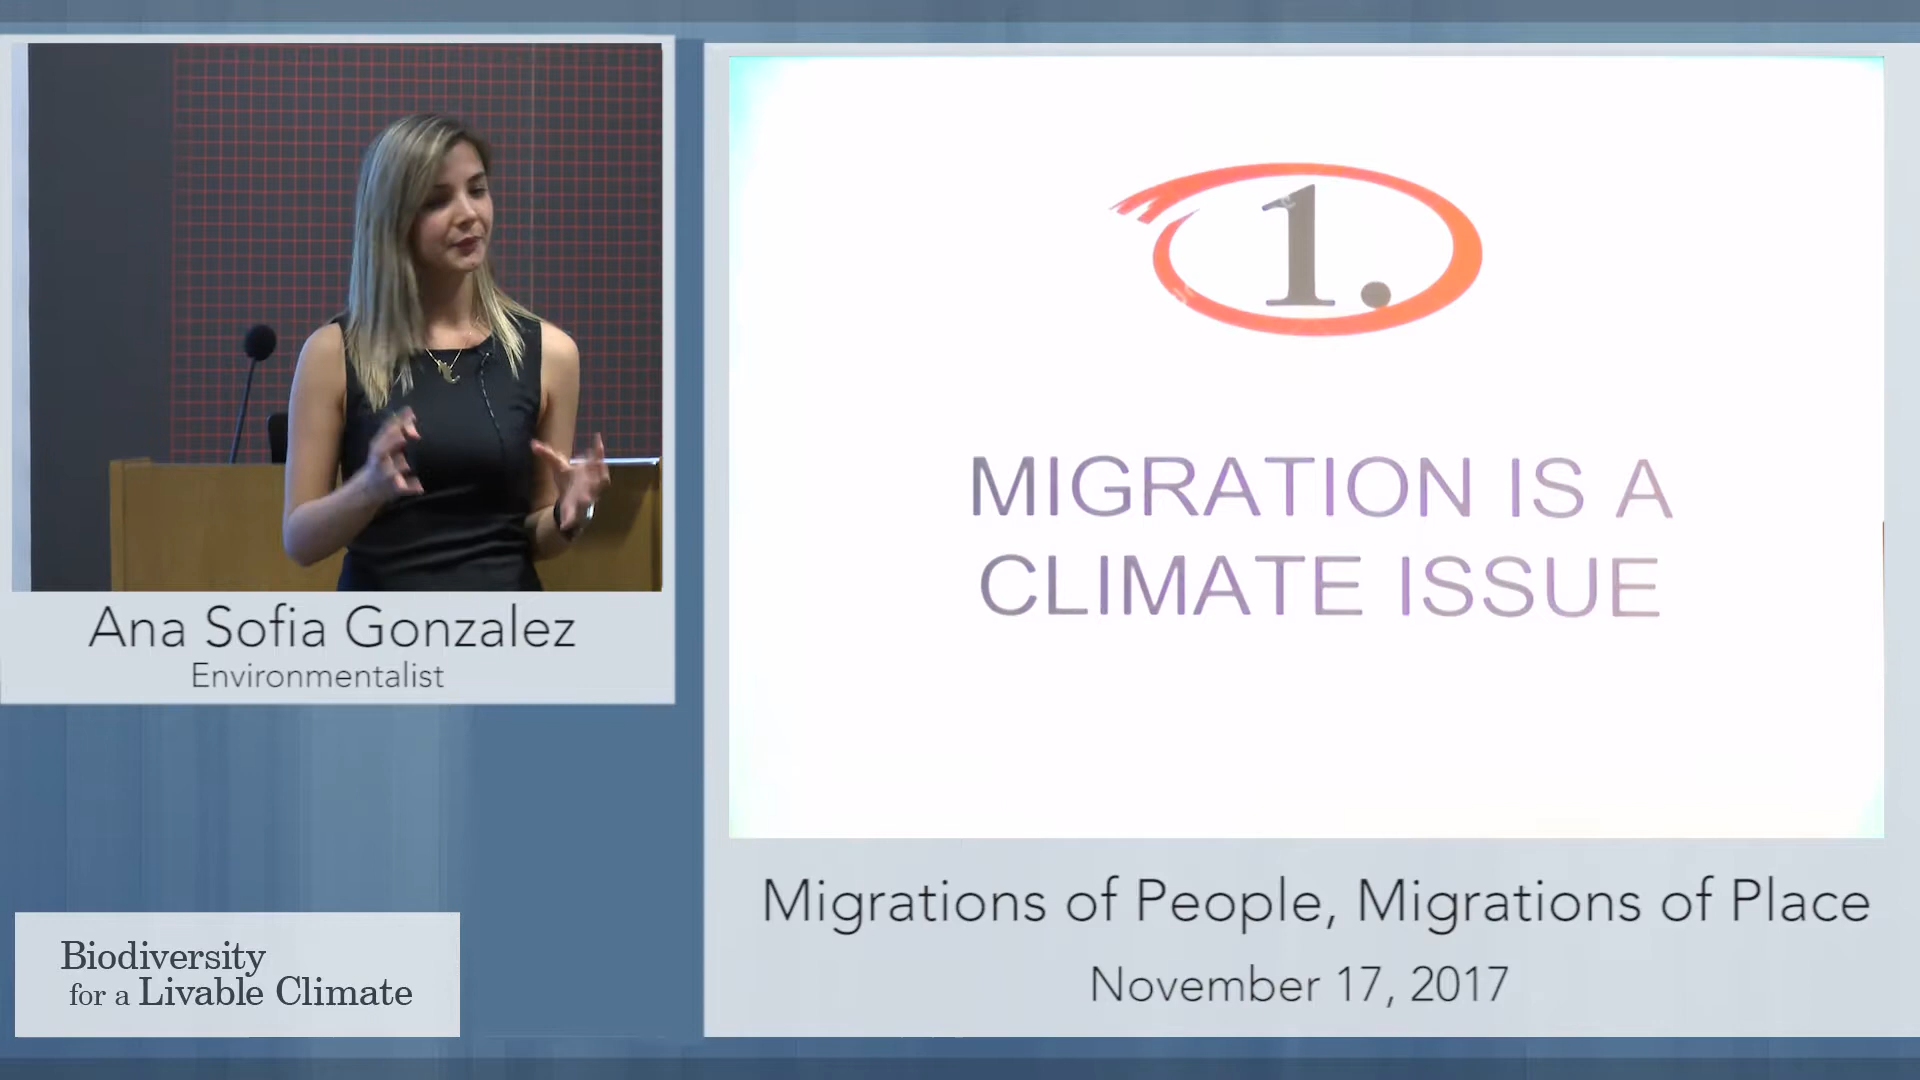 Ana Sofia Gonzalez
Environmentalist
1.
MIGRATION IS A
CLIMATE ISSUE
Migrations of People, Migrations of Place
November 17, 2017
Biodiversity
for a Livable Climate